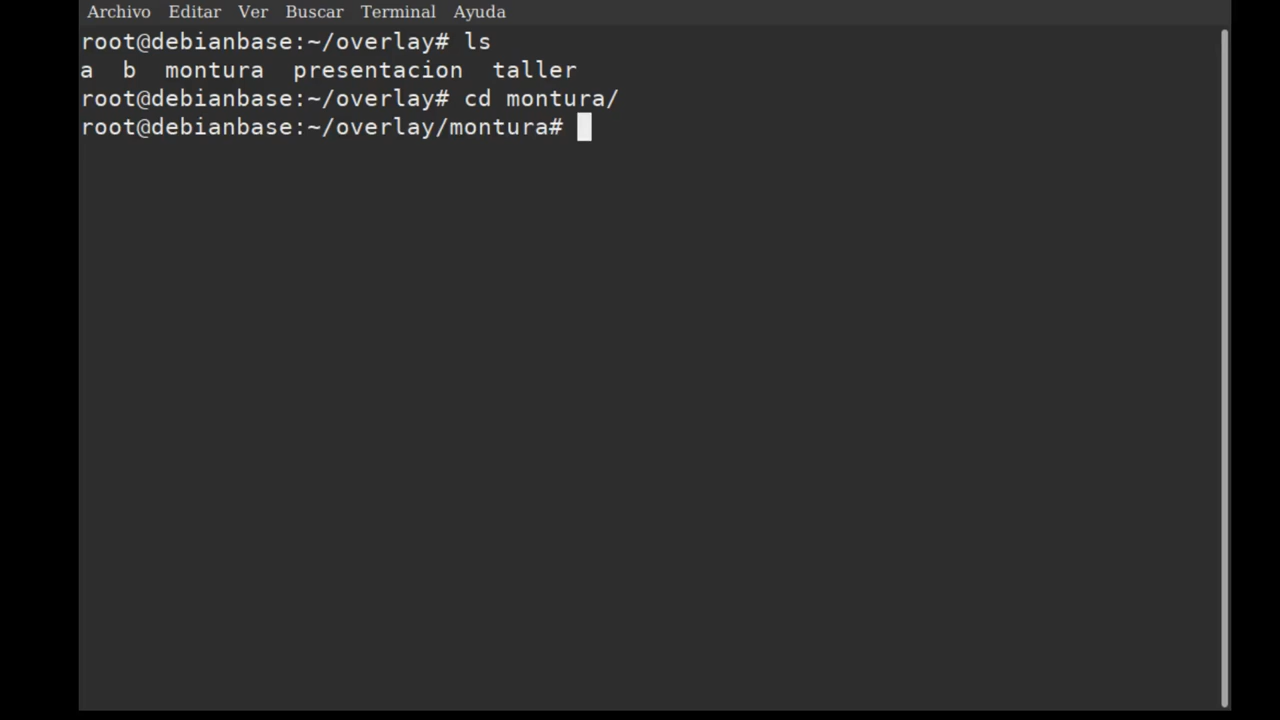 Archivo Editar Ver Buscar Terminal Ayuda
root@debianbase:~/overlay# ls
a  b  montura  presentacion  taller
root@debianbase:~/overlay# cd montura/
root@debianbase:~/overlay/montura#